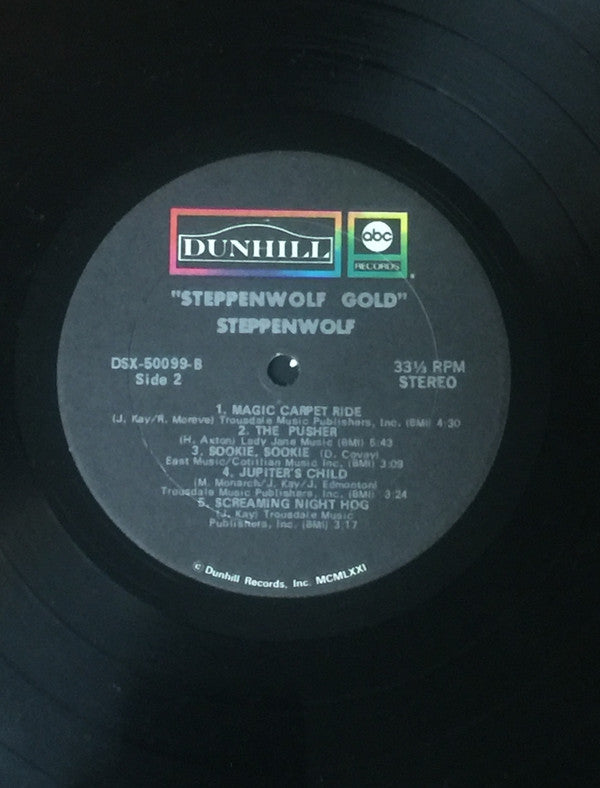 DUNHILL
abc
RECORDS
"STEPPENWOLF GOLD"
STEPPENWOLF
DSX-50099-B
Side 2
33⅓ RPM
STEREO
1. MAGIC CARPET RIDE
(J. Kay/R. Moreve) Trousdale Music Publishers, Inc. (BMI) 4:30
2. THE PUSHER
(H. Axton) Lady Jane Music (BMI) 5:43
3. SOOKIE, SOOKIE (D. Covay)
East Music/Cotillian Music Inc. (BMI) 3:09
4. JUPITER'S CHILD
(M. Monarch/J. Kay/J. Edmonton)
Trousdale Music Publishers, Inc. (BMI) 3:24
5. SCREAMING NIGHT HOG
(J. Kay) Trousdale Music
Publishers, Inc. (BMI) 3:17
© Dunhill Records, Inc. MCMLXXI